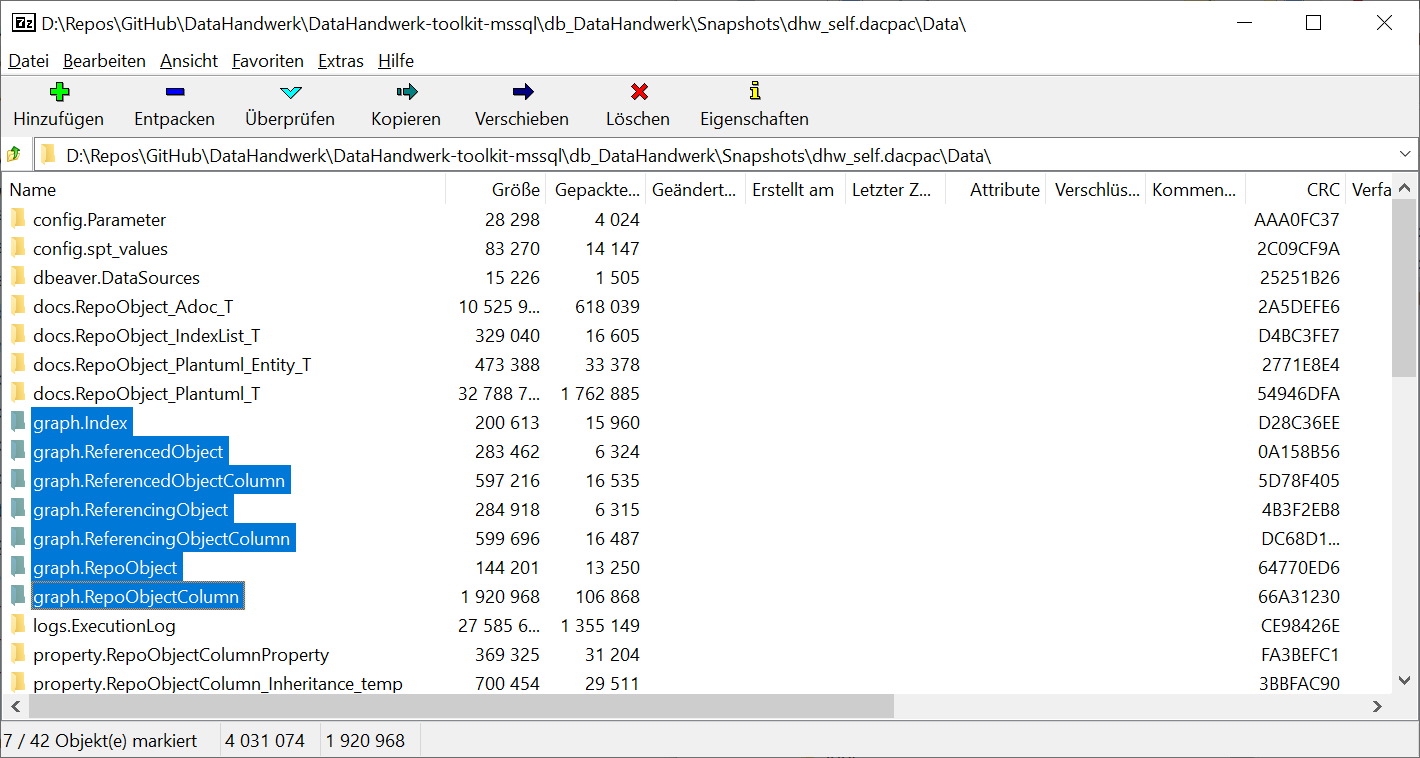 7z D:\Repos\GitHub\DataHandwerk\DataHandwerk-toolkit-mssql\db_DataHandwerk\Snapshots\dhw_self.dacpac\Data\
Datei Bearbeiten Ansicht Favoriten Extras Hilfe
Hinzufügen Entpacken Überprüfen Kopieren Verschieben Löschen Eigenschaften
D:\Repos\GitHub\DataHandwerk\DataHandwerk-toolkit-mssql\db_DataHandwerk\Snapshots\dhw_self.dacpac\Data\
Name Größe Gepackte... Geändert... Erstellt am Letzter Z... Attribute Verschlüs... Kommen... CRC Verfa
config.Parameter 28 298 4 024 AAA0FC37
config.spt_values 83 270 14 147 2C09CF9A
dbeaver.DataSources 15 226 1 505 25251B26
docs.RepoObject_Adoc_T 10 525 9... 618 039 2A5DEFE6
docs.RepoObject_IndexList_T 329 040 16 605 D4BC3FE7
docs.RepoObject_Plantuml_Entity_T 473 388 33 378 2771E8E4
docs.RepoObject_Plantuml_T 32 788 7... 1 762 885 54946DFA
graph.Index 200 613 15 960 D28C36EE
graph.ReferencedObject 283 462 6 324 0A158B56
graph.ReferencedObjectColumn 597 216 16 535 5D78F405
graph.ReferencingObject 284 918 6 315 4B3F2EB8
graph.ReferencingObjectColumn 599 696 16 487 DC68D1...
graph.RepoObject 144 201 13 250 64770ED6
graph.RepoObjectColumn 1 920 968 106 868 66A31230
logs.ExecutionLog 27 585 6... 1 355 149 CE98426E
property.RepoObjectColumnProperty 369 325 31 204 FA3BEFC1
property.RepoObjectColumn_Inheritance_temp 700 454 29 511 3BBFAC90
7 / 42 Objekt(e) markiert 4 031 074 1 920 968